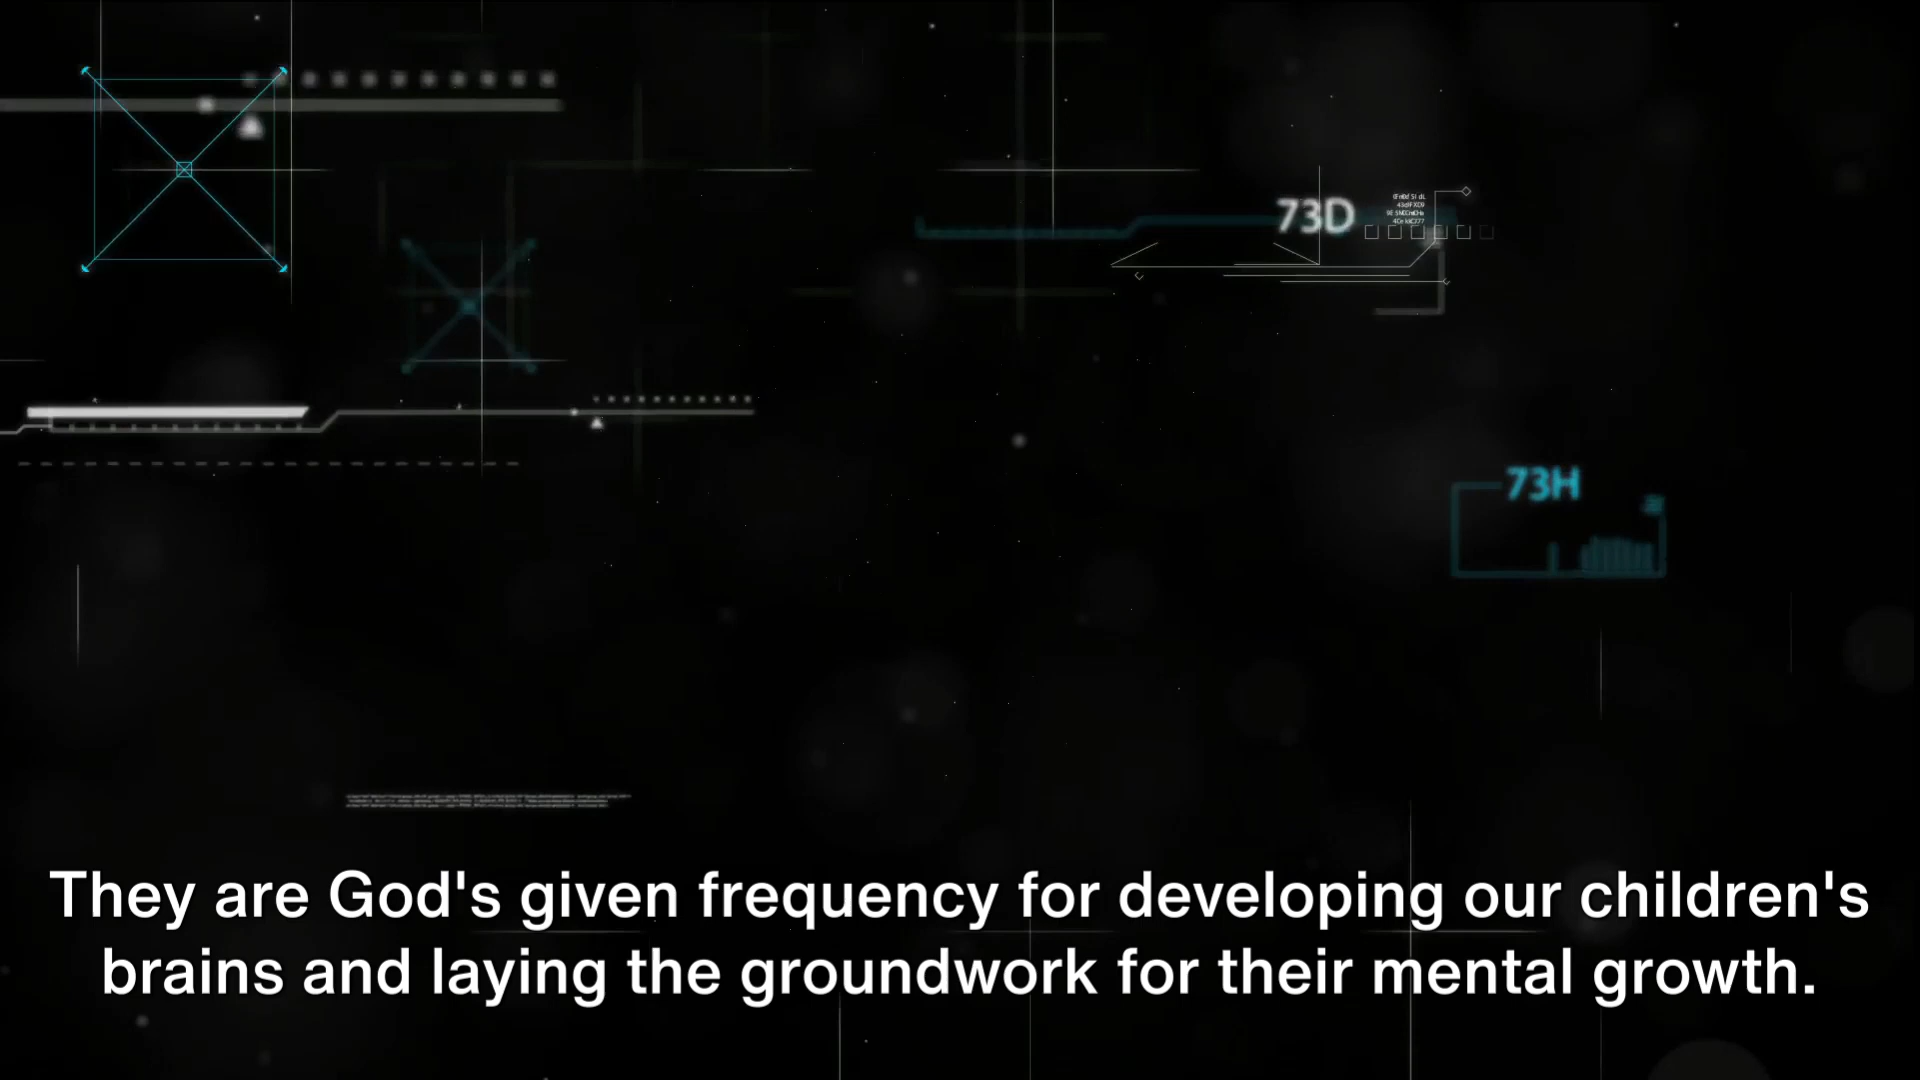 73D
73H
They are God's given frequency for developing our children's
brains and laying the groundwork for their mental growth.